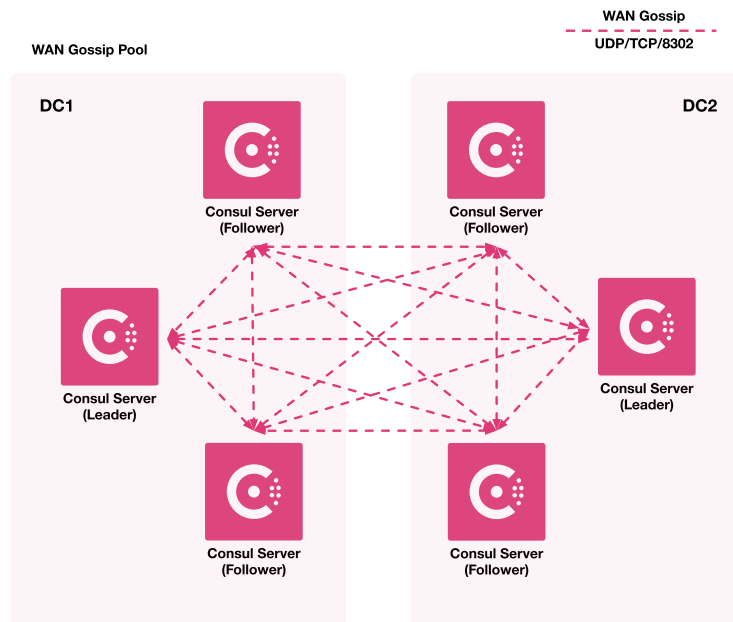 WAN Gossip
UDP/TCP/8302
WAN Gossip Pool
DC1
DC2
Consul Server
(Follower)
Consul Server
(Follower)
Consul Server
(Leader)
Consul Server
(Leader)
Consul Server
(Follower)
Consul Server
(Follower)